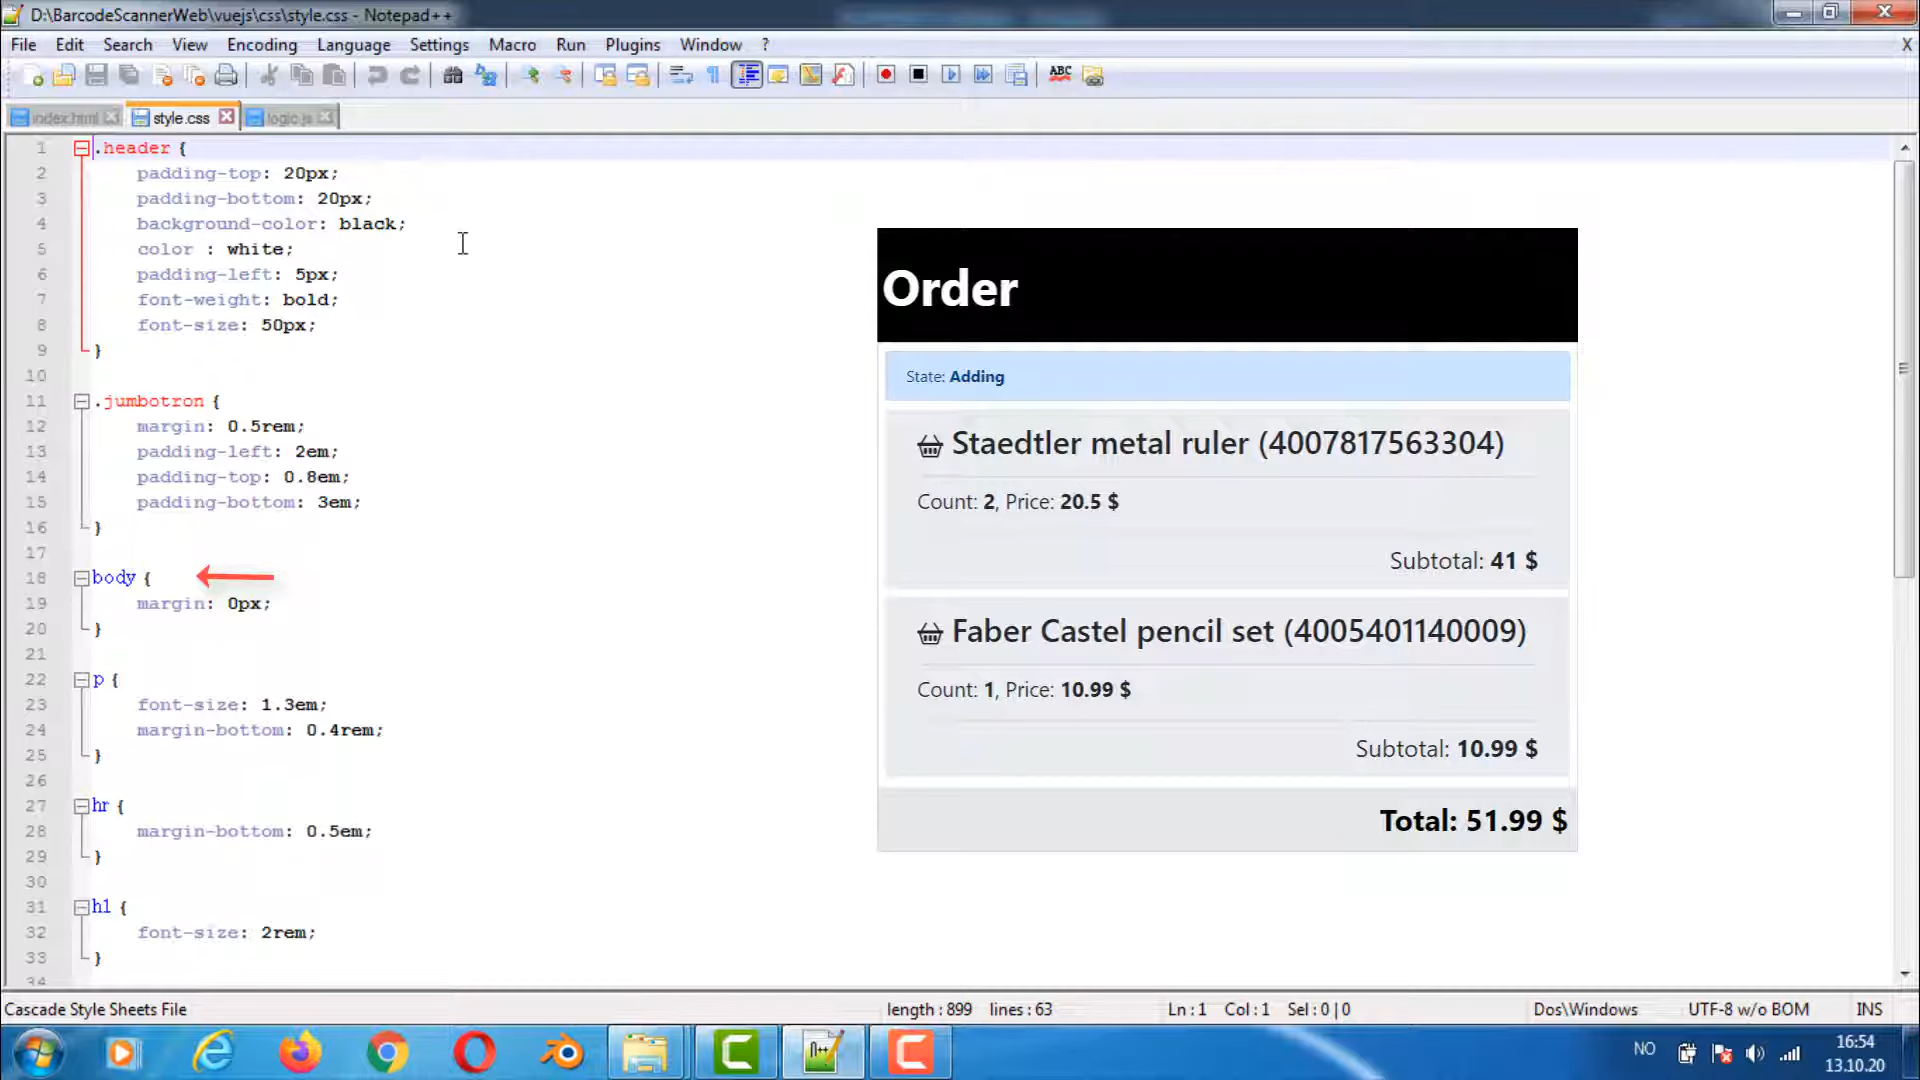 D:\BarcodeScannerWeb\vuejs\css\style.css - Notepad++
File Edit Search View Encoding Language Settings Macro Run Plugins Window ? X
ABC
index.html style.css logic.js
1 .header {
2 padding-top: 20px;
3 padding-bottom: 20px;
4 background-color: black;
5 color : white;
6 padding-left: 5px;
7 font-weight: bold;
8 font-size: 50px;
9 }
10
11 .jumbotron {
12 margin: 0.5rem;
13 padding-left: 2em;
14 padding-top: 0.8em;
15 padding-bottom: 3em;
16 }
17
18 body {
19 margin: 0px;
20 }
21
22 p {
23 font-size: 1.3em;
24 margin-bottom: 0.4rem;
25 }
26
27 hr {
28 margin-bottom: 0.5em;
29 }
30
31 h1 {
32 font-size: 2rem;
33 }
34
Order
State: Adding
Staedtler metal ruler (4007817563304)
Count: 2, Price: 20.5 $
Subtotal: 41 $
Faber Castel pencil set (4005401140009)
Count: 1, Price: 10.99 $
Subtotal: 10.99 $
Total: 51.99 $
Cascade Style Sheets File length : 899 lines : 63 Ln : 1 Col : 1 Sel : 0 | 0 Dos\Windows UTF-8 w/o BOM INS
NO 16:54
13.10.20